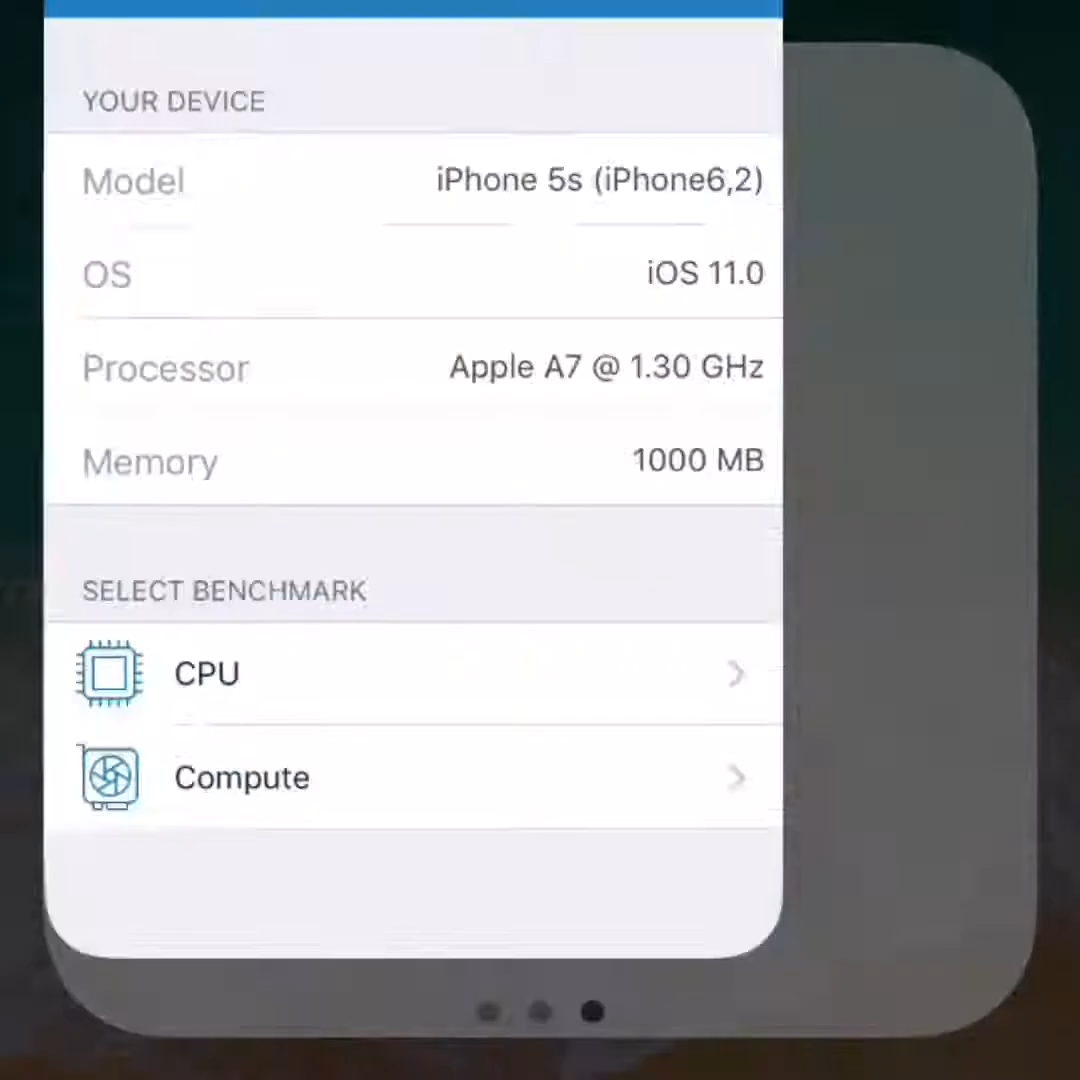 YOUR DEVICE
Model iPhone 5s (iPhone6,2)
OS iOS 11.0
Processor Apple A7 @ 1.30 GHz
Memory 1000 MB
SELECT BENCHMARK
CPU
Compute